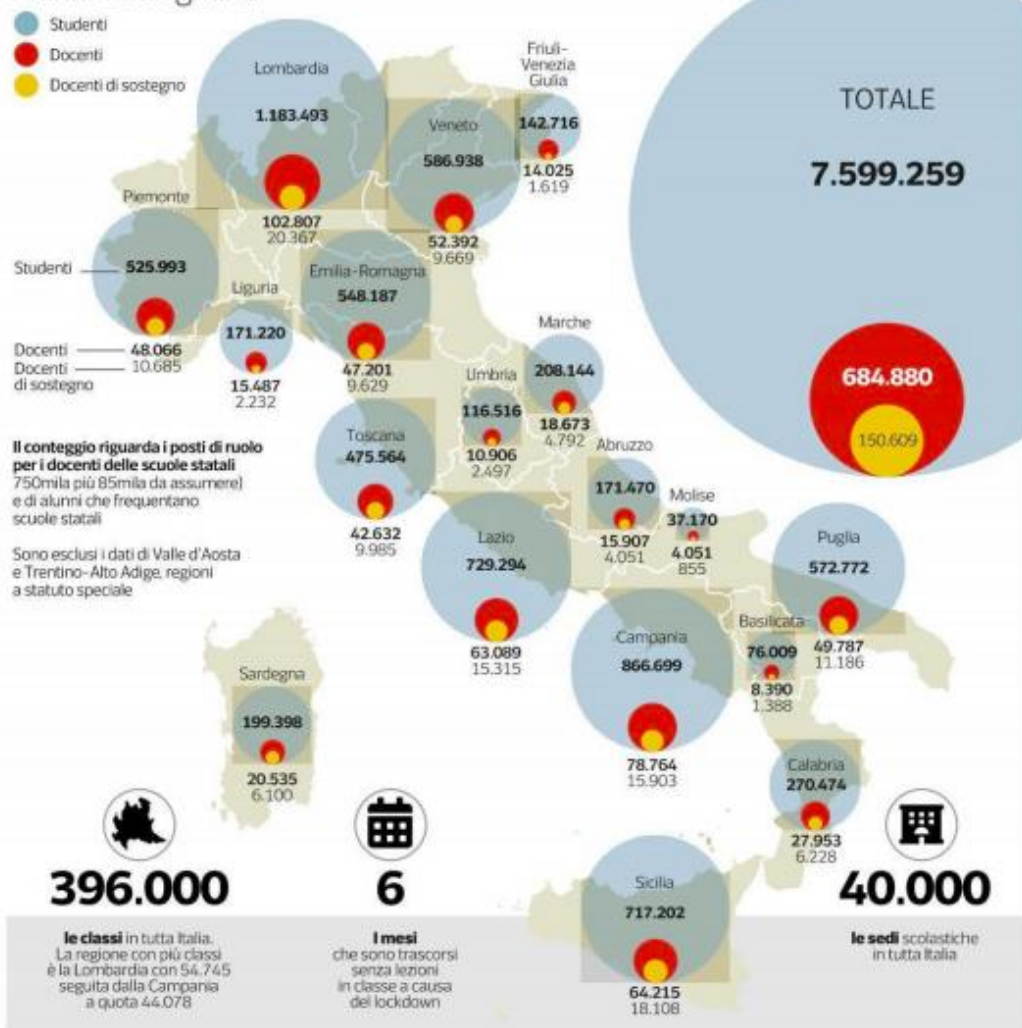 Studenti
Docenti
Docenti di sostegno
TOTALE
7.599.259
684.880
150.609
Lombardia
1.183.493
102.807
20.367
Veneto
586.938
52.392
9.669
Friuli-
Venezia
Giulia
142.716
14.025
1.619
Piemonte
Studenti
525.993
Docenti
48.066
Docenti
di sostegno
10.685
Liguria
171.220
15.487
2.232
Emilia-Romagna
548.187
47.201
9.629
Marche
208.144
18.673
4.792
Umbria
116.516
10.906
2.497
Toscana
475.564
42.632
9.985
Abruzzo
171.470
15.907
4.051
Molise
37.170
4.051
855
Lazio
729.294
63.089
15.315
Puglia
572.772
49.787
11.186
Campania
866.699
78.764
15.903
Basilicata
76.009
8.390
1.388
Sardegna
199.398
20.535
6.100
Calabria
270.474
27.953
6.228
Sicilia
717.202
64.215
18.108
Il conteggio riguarda i posti di ruolo
per i docenti delle scuole statali
750mila più 85mila da assumere)
e di alunni che frequentano
scuole statali
Sono esclusi i dati di Valle d'Aosta
e Trentino-Alto Adige, regioni
a statuto speciale
396.000
le classi in tutta Italia.
La regione con più classi
è la Lombardia con 54.745
seguita dalla Campania
a quota 44.078
6
I mesi
che sono trascorsi
senza lezioni
in classe a causa
del lockdown
40.000
le sedi scolastiche
in tutta Italia